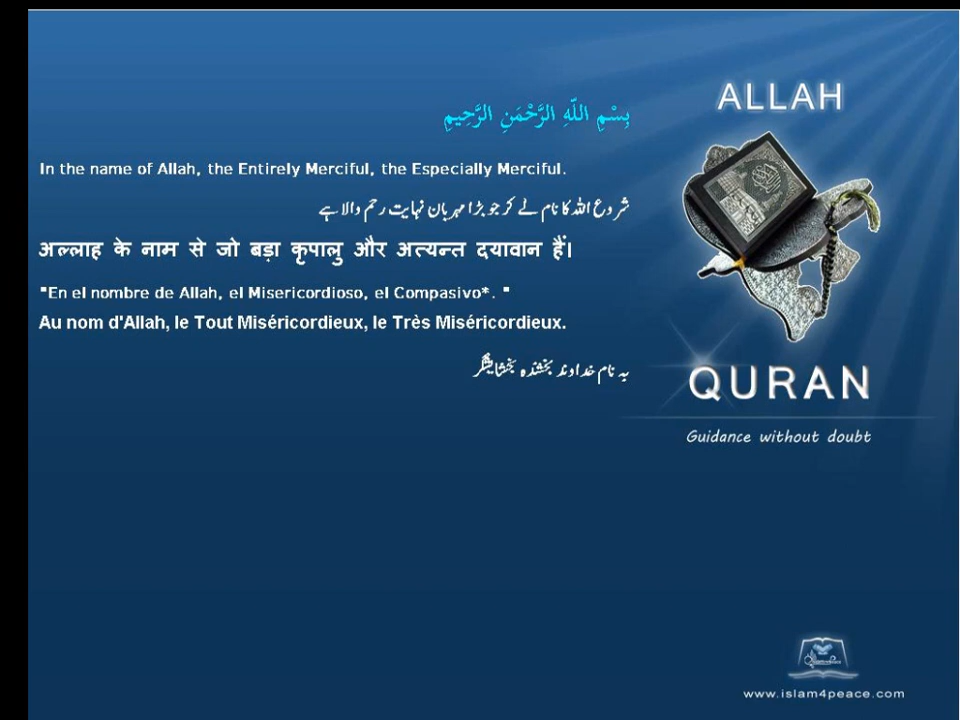 بِسْمِ اللّهِ الرَّحْمَنِ الرَّحِيمِ
In the name of Allah, the Entirely Merciful, the Especially Merciful.
شروع الله کا نام لے کر جو بڑا مہربان نہایت رحم والا ہے
अल्लाह के नाम से जो बड़ा कृपालु और अत्यन्त दयावान हैं।
"En el nombre de Allah, el Misericordioso, el Compasivo*. "
Au nom d'Allah, le Tout Miséricordieux, le Très Miséricordieux.
به نام خداوند بخشنده بخشایشگر
ALLAH
QURAN
Guidance without doubt
www.islam4peace.com